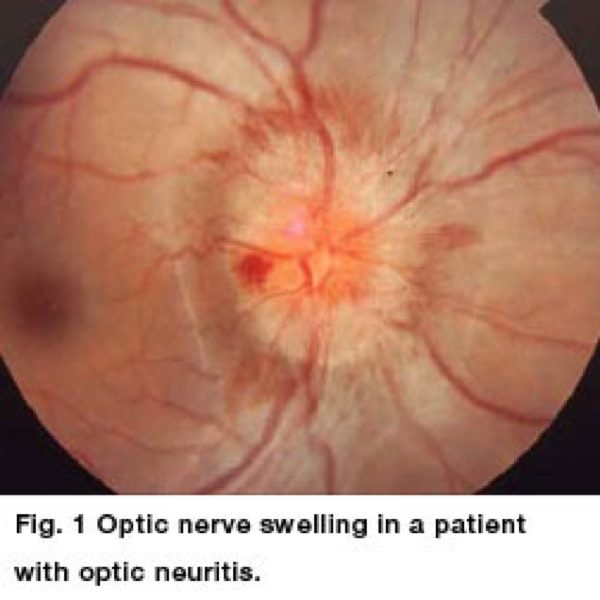 Fig. 1 Optic nerve swelling in a patient
with optic neuritis.